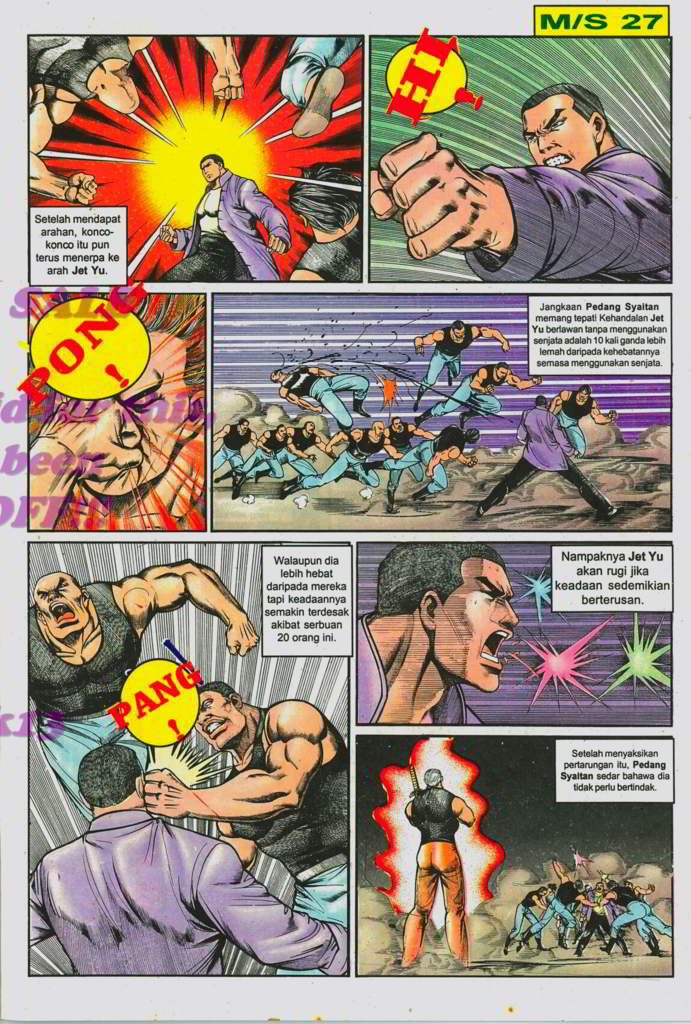 M/S 27
Setelah mendapat
arahan, konco-
konco itu pun
terus menerpa ke
arah Jet Yu.
HI
!
PONG
!
Jangkaan Pedang Syaitan
memang tepat! Kehandalan Jet
Yu berlawan tanpa menggunakan
senjata adalah 10 kali ganda lebih
lemah daripada kehebatannya
semasa menggunakan senjata.
Walaupun dia
lebih hebat
daripada mereka
tapi keadaannya
semakin terdesak
akibat serbuan
20 orang ini.
PANG
!
Nampaknya Jet Yu
akan rugi jika
keadaan sedemikian
berterusan.
Setelah menyaksikan
pertarungan itu, Pedang
Syaitan sedar bahawa dia
tidak perlu bertindak.
been